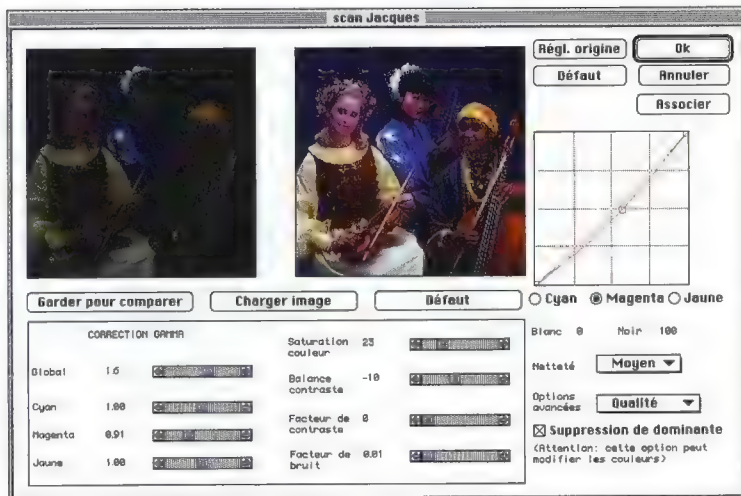 scan Jacques
Régl. origine
Ok
Défaut
Annuler
Associer
Garder pour comparer
Charger image
Défaut
Cyan
Magenta
Jaune
CORRECTION GAMMA
Global 1.6
Cyan 1.00
Magenta 0.91
Jaune 1.00
Saturation 23
couleur
Balance -10
contraste
Facteur de 0
contraste
Facteur de 0.01
bruit
Blanc 0 Noir 100
Netteté Moyen
Options
avancées Qualité
Suppression de dominante
(Attention: cette option peut
modifier les couleurs)